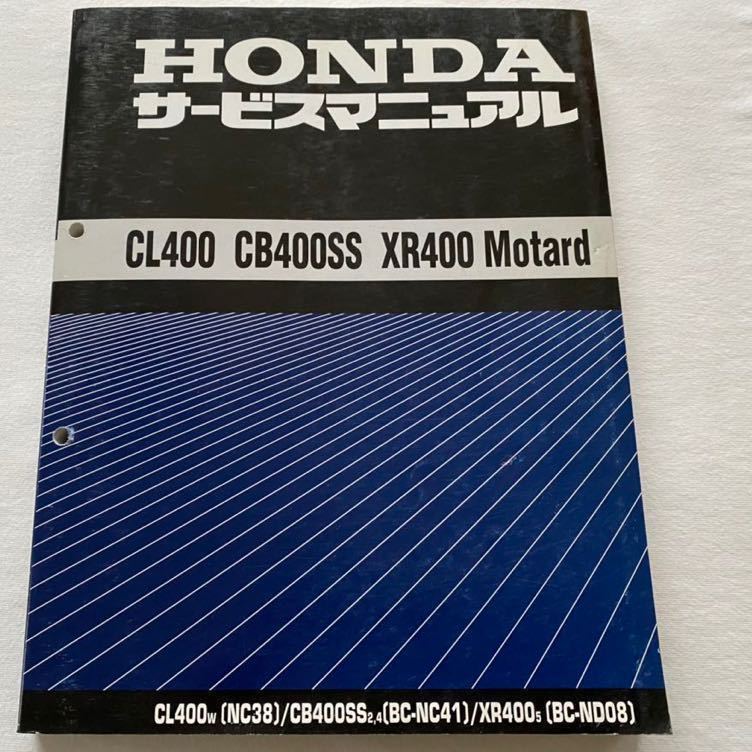 HONDA
サービスマニュアル
CL400 CB400SS XR400 Motard
CL400W (NC38)/CB400SS2,4(BC-NC41)/XR4005 (BC-ND08)